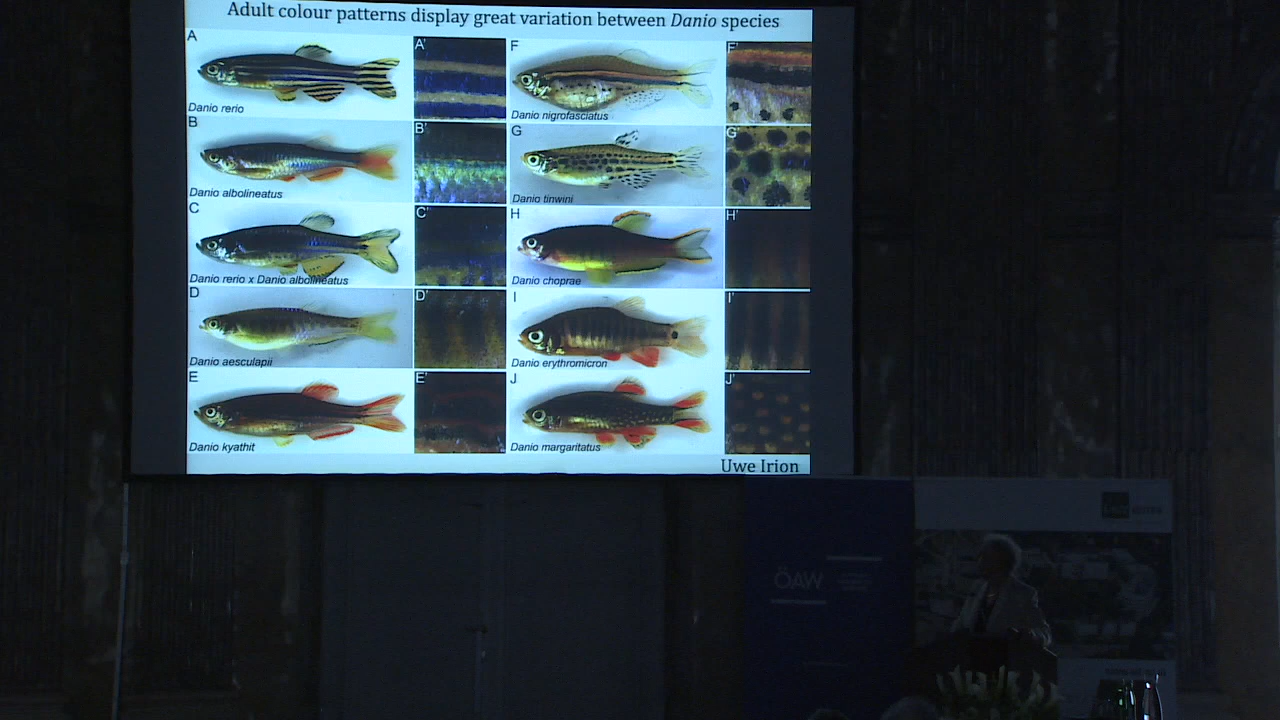 Adult colour patterns display great variation between Danio species
A
A'
Danio rerio
B
B'
Danio albolineatus
C
C'
Danio rerio x Danio albolineatus
D
D'
Danio aesculapii
E
E'
Danio kyathit
F
F'
Danio nigrofasciatus
G
G'
Danio tinwini
H
H'
Danio choprae
I
I'
Danio erythromicron
J
J'
Danio margaritatus
Uwe Irion
ÖAW